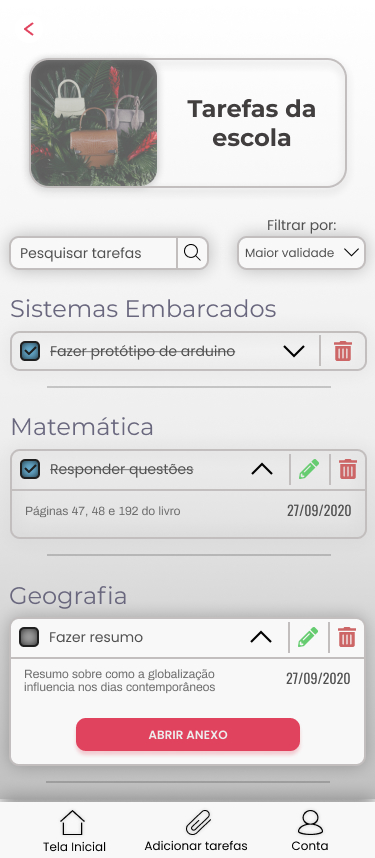 Tarefas da
escola
Filtrar por:
Pesquisar tarefas
Maior validade
Sistemas Embarcados
Fazer protótipo de arduino
Matemática
Responder questões
Páginas 47, 48 e 192 do livro
27/09/2020
Geografia
Fazer resumo
Resumo sobre como a globalização
influencia nos dias contemporâneos
27/09/2020
ABRIR ANEXO
Tela Inicial
Adicionar tarefas
Conta